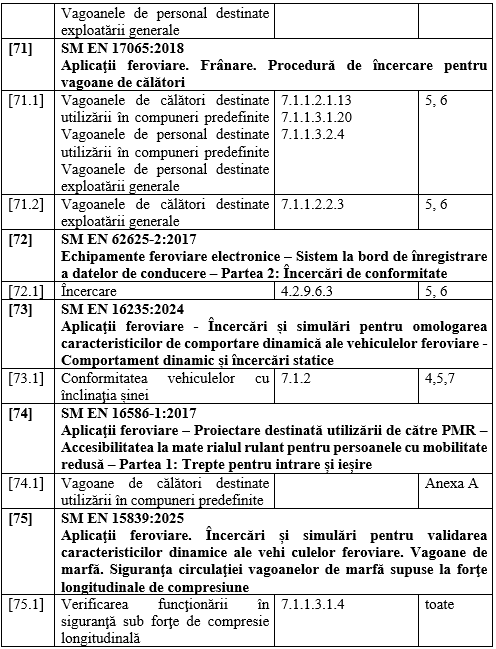 Vagoanele de personal destinate
exploatării generale
[71] SM EN 17065:2018
Aplicații feroviare. Frânare. Procedură de încercare pentru
vagoane de călători
[71.1] Vagoanele de călători destinate 7.1.1.2.1.13 5, 6
utilizării în compuneri predefinite 7.1.1.3.1.20
Vagoanele de personal destinate 7.1.1.3.2.4
utilizării în compuneri predefinite
Vagoanele de personal destinate
exploatării generale
[71.2] Vagoanele de călători destinate 7.1.1.2.2.3 5, 6
exploatării generale
[72] SM EN 62625-2:2017
Echipamente feroviare electronice – Sistem la bord de înregistrare
a datelor de conducere – Partea 2: Încercări de conformitate
[72.1] Încercare 4.2.9.6.3 5, 6
[73] SM EN 16235:2024
Aplicații feroviare - Încercări și simulări pentru omologarea
caracteristicilor de comportare dinamică ale vehiculelor feroviare -
Comportament dinamic și încercări statice
[73.1] Conformitatea vehiculelor cu 7.1.2 4,5,7
înclinația șinei
[74] SM EN 16586-1:2017
Aplicații feroviare – Proiectare destinată utilizării de către PMR –
Accesibilitatea la mate rialul rulant pentru persoanele cu mobilitate
redusă – Partea 1: Trepte pentru intrare și ieșire
[74.1] Vagoane de călători destinate Anexa A
utilizării în compuneri predefinite
[75] SM EN 15839:2025
Aplicații feroviare. Încercări și simulări pentru validarea
caracteristicilor dinamice ale vehi culelor feroviare. Vagoane de
marfă. Siguranța circulației vagoanelor de marfă supuse la forțe
longitudinale de compresiune
[75.1] Verificarea funcționării în 7.1.1.3.1.4 toate
siguranță sub forțe de compresie
longitudinală